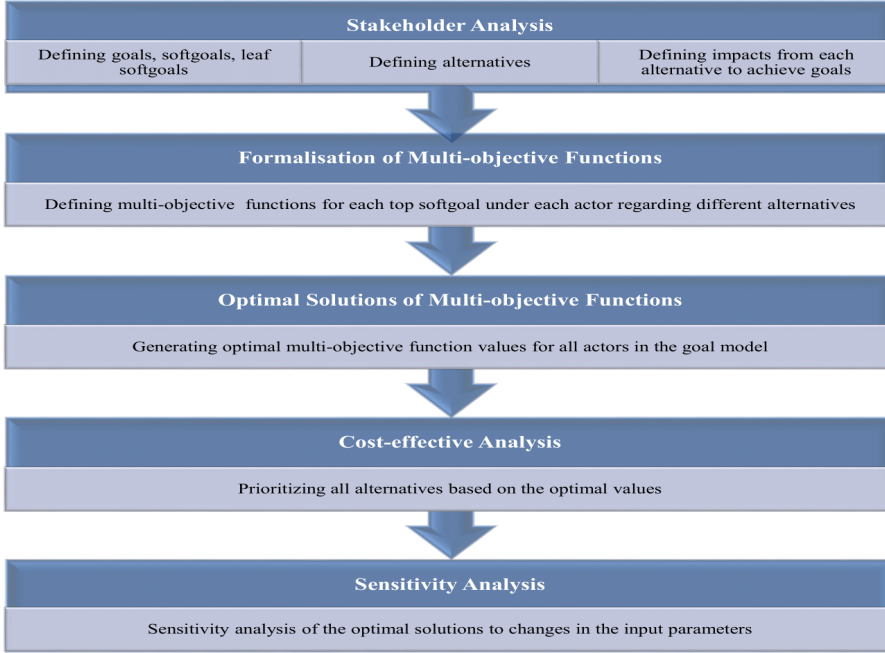 Stakeholder Analysis
Defining goals, softgoals, leaf
softgoals
Defining alternatives
Defining impacts from each
alternative to achieve goals
Formalisation of Multi-objective Functions
Defining multi-objective functions for each top softgoal under each actor regarding different alternatives
Optimal Solutions of Multi-objective Functions
Generating optimal multi-objective function values for all actors in the goal model
Cost-effective Analysis
Prioritizing all alternatives based on the optimal values
Sensitivity Analysis
Sensitivity analysis of the optimal solutions to changes in the input parameters